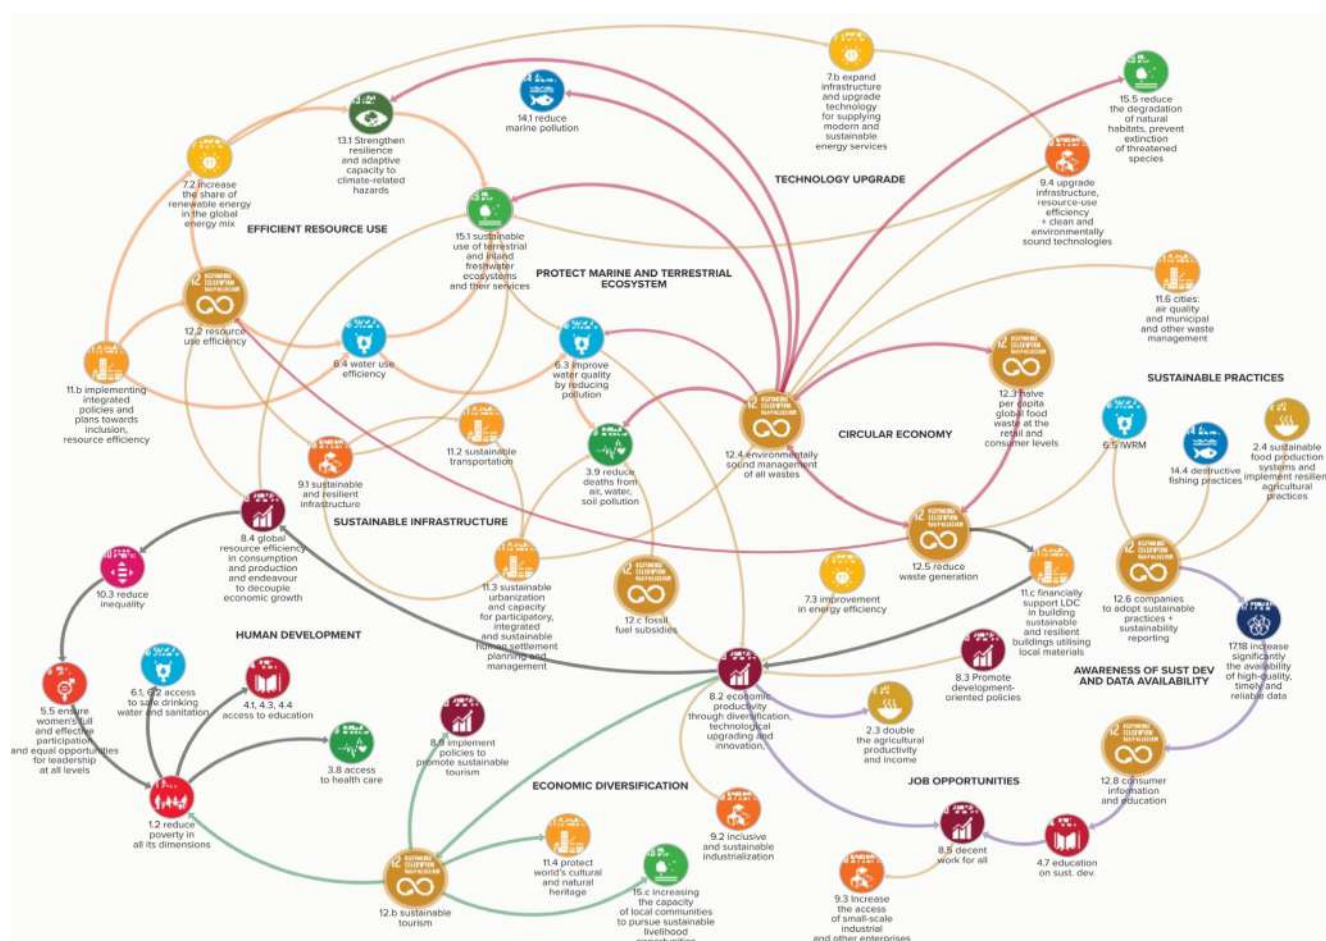 7.b expand
infrastructure
and upgrade
technology
for supplying
modern and
sustainable
energy services
15.5 reduce
the degradation
of natural
habitats, prevent
extinction
of threatened
species
14.1 reduce
marine pollution
13.1 Strengthen
resilience
and adaptive
capacity to
climate-related
hazards
7.2 increase
the share of
renewable energy
in the global
energy mix
TECHNOLOGY UPGRADE
9.4 upgrade
infrastructure,
resource-use
efficiency
+ clean and
environmentally
sound technologies
EFFICIENT RESOURCE USE
15.1 sustainable
use of terrestrial
and inland
freshwater
ecosystems
and their services
PROTECT MARINE AND TERRESTRIAL
ECOSYSTEM
11.6 cities:
air quality
and municipal
and other waste
management
12
12.2 resource
use efficiency
6.4 water use
efficiency
6.3 improve
water quality
by reducing
pollution
11.b implementing
integrated
policies and
plans towards
inclusion,
resource efficiency
12
12.3 halve
per capita
global food
waste at the
retail and
consumer levels
SUSTAINABLE PRACTICES
12
12.4 environmentally
sound management
of all wastes
CIRCULAR ECONOMY
6.5 IWRM
14.4 destructive
fishing practices
2.4 sustainable
food production
systems and
implement resilient
agricultural
practices
11.2 sustainable
transportation
3.9 reduce
deaths from
air, water,
soil pollution
9.1 sustainable
and resilient
infrastructure
SUSTAINABLE INFRASTRUCTURE
8.4 global
resource efficiency
in consumption
and production
and endeavour
to decouple
economic growth
12
12.5 reduce
waste generation
11.3 sustainable
urbanization
and capacity
for participatory,
integrated
and sustainable
human settlement
planning and
management
12
12.c fossil
fuel subsidies
7.3 improvement
in energy efficiency
11.c financially
support LDC
in building
sustainable
and resilient
buildings utilising
local materials
12
12.6 companies
to adopt sustainable
practices +
sustainability
reporting
10.3 reduce
inequality
HUMAN DEVELOPMENT
17.18 increase
significantly
the availability
of high-quality,
timely and
reliable data
AWARENESS OF SUST DEV
AND DATA AVAILABILITY
8.3 Promote
development-
oriented policies
6.1, 6.2 access
to safe drinking
water and sanitation
4.1, 4.3, 4.4
access to education
5.5 ensure
women's full
and effective
participation
and equal opportunities
for leadership
at all levels
8.2 economic
productivity
through diversification,
technological
upgrading and
innovation,
2.3 double
the agricultural
productivity
and income
8.9 implement
policies to
promote sustainable
tourism
3.8 access
to health care
12
12.8 consumer
information
and education
ECONOMIC DIVERSIFICATION
JOB OPPORTUNITIES
1.2 reduce
poverty in
all its dimensions
9.2 inclusive
and sustainable
industrialization
8.5 decent
work for all
4.7 education
on sust. dev.
11.4 protect
world's cultural
and natural
heritage
12
12.b sustainable
tourism
15.c increasing
the capacity
of local communities
to pursue sustainable
livelihood
9.3 Increase
the access
of small-scale
industrial
and other enterprises